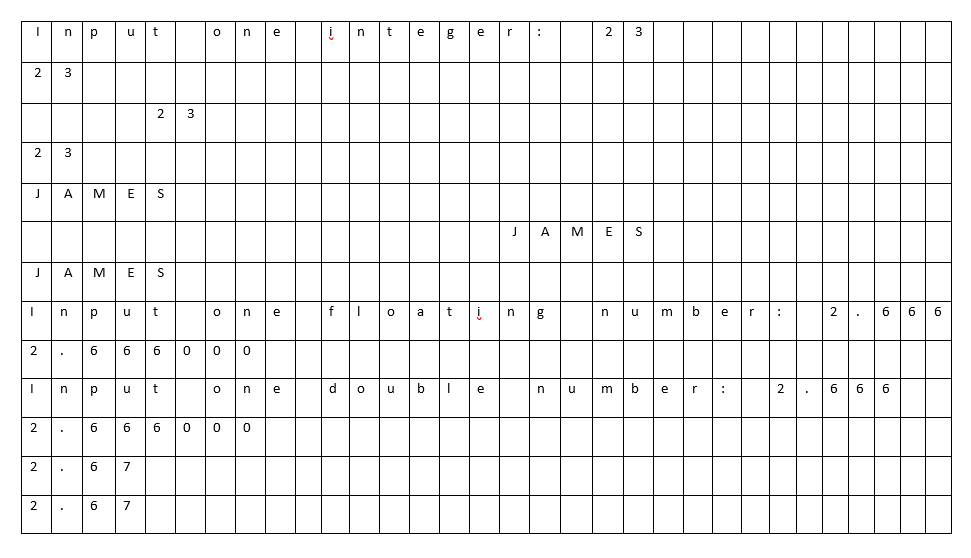 Input one integer: 23
23
23
23
JAMES
JAMES
JAMES
Input one floating number: 2.666
2.666000
Input one double number: 2.666
2.666000
2.67
2.67